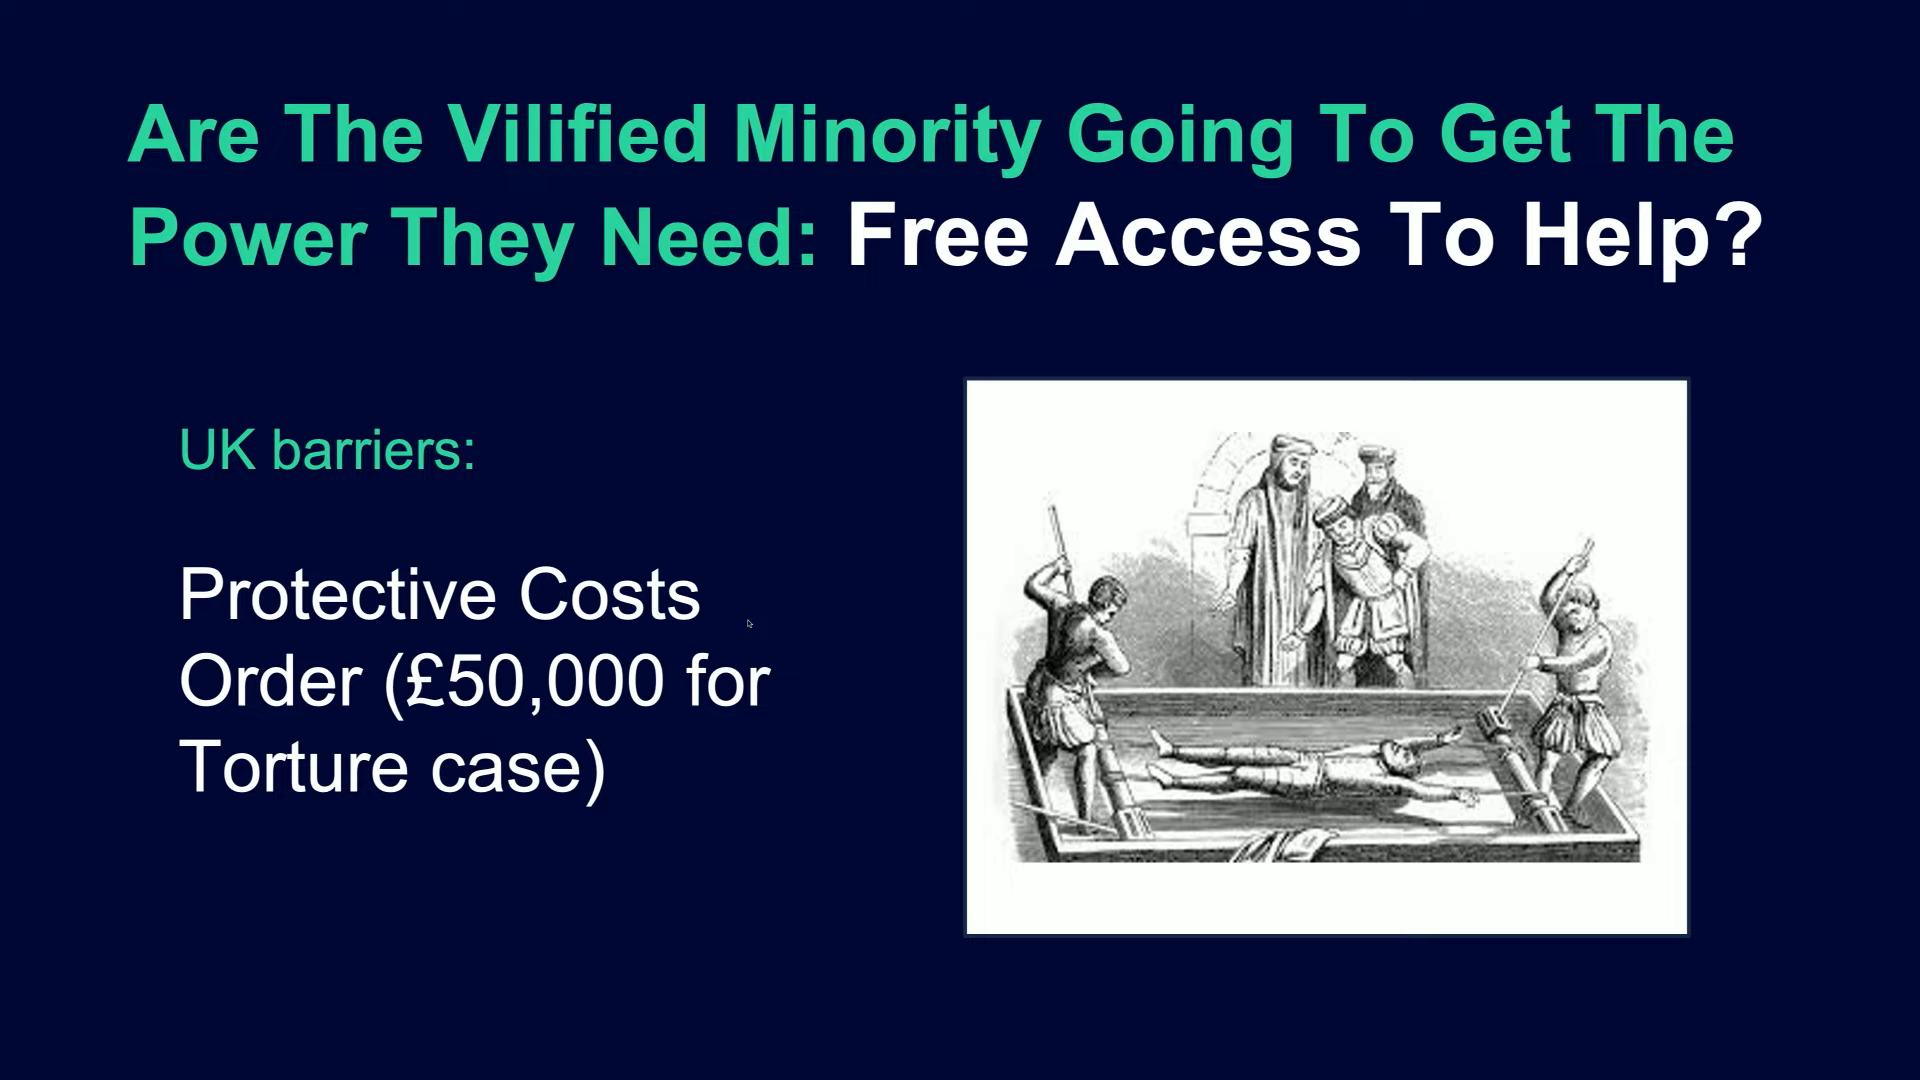 Are The Vilified Minority Going To Get The
Power They Need: Free Access To Help?
UK barriers:
Protective Costs
Order (£50,000 for
Torture case)